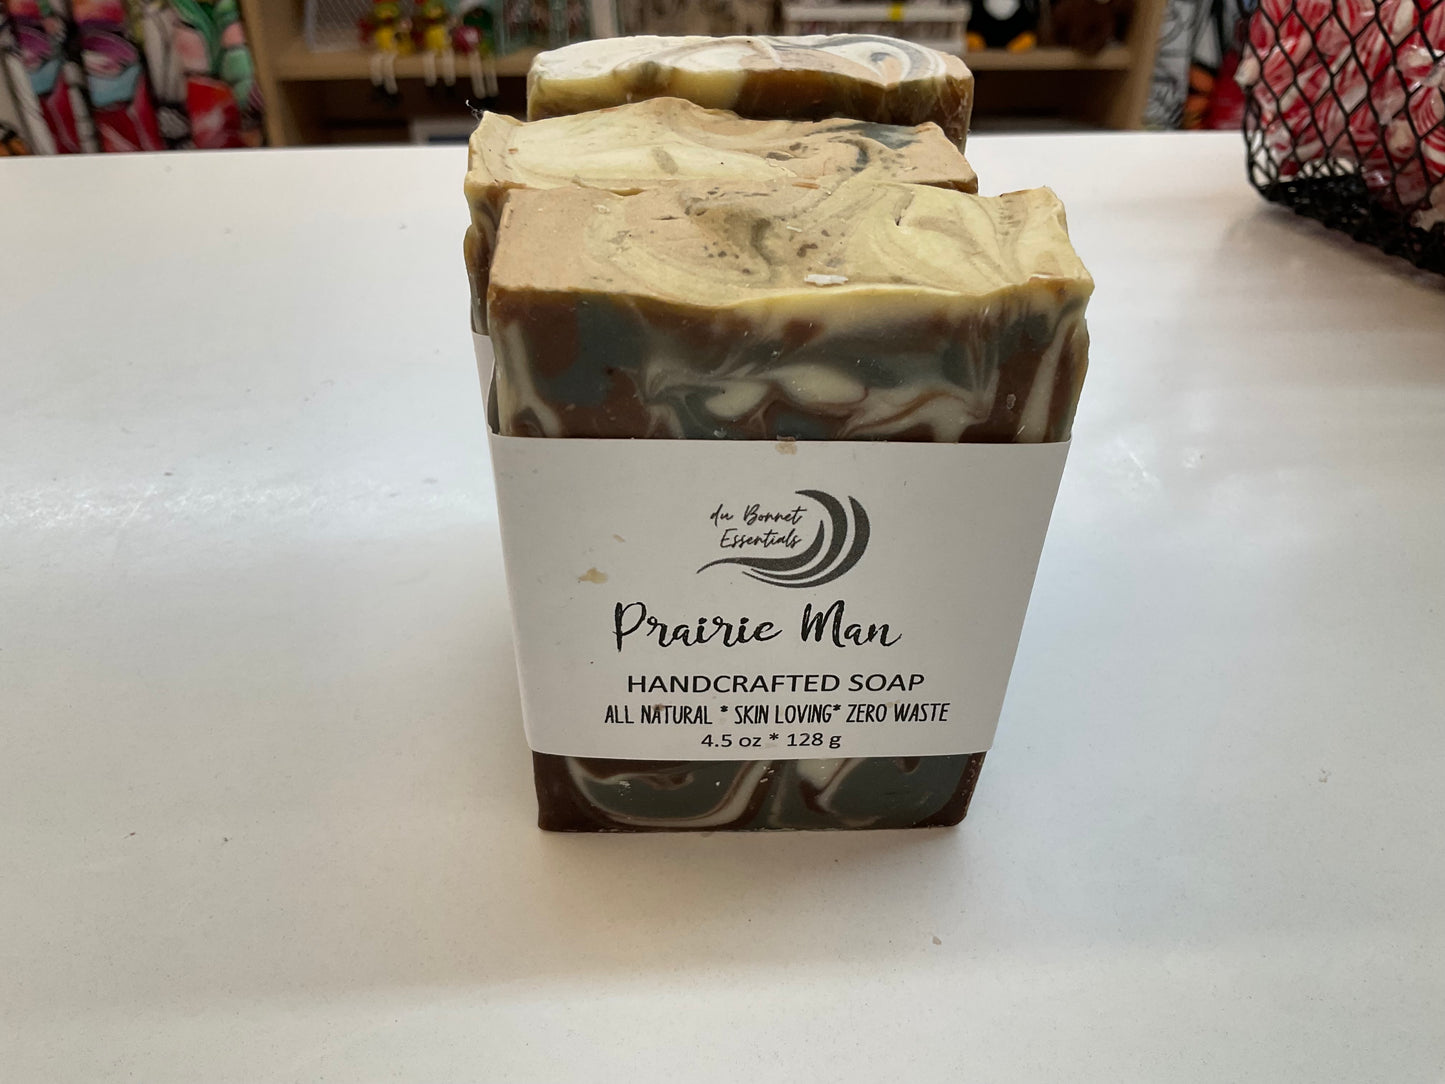 du Bonnet
Essentials
Prairie Man
HANDCRAFTED SOAP
ALL NATURAL * SKIN LOVING* ZERO WASTE
4.5 oz * 128 g